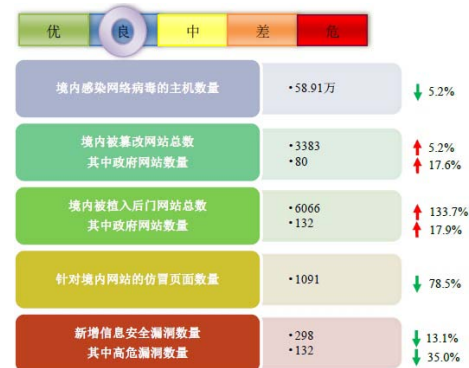 优 良 中 差 危
境内感染网络病毒的主机数量 •58.91万 5.2%
境内被篡改网站总数 •3383 5.2%
其中政府网站数量 •80 17.6%
境内被植入后门网站总数 •6066 133.7%
其中政府网站数量 •132 17.9%
针对境内网站的仿冒页面数量 •1091 78.5%
新增信息安全漏洞数量 •298 13.1%
其中高危漏洞数量 •132 35.0%